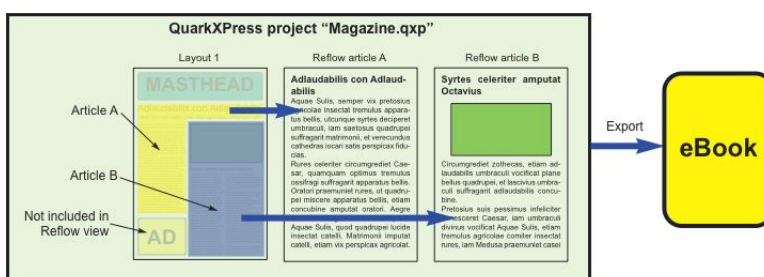 QuarkXPress project “Magazine.qxp”
Layout 1
MASTHEAD
Adlaudabilis con Adlaud
Article A
Article B
Not included in
Reflow view
AD
Reflow article A
Adlaudabilis con Adlaud-
abilis
Aquae Sulis, semper vix pretosius
agricolae insectat tremulus appara-
tus bellis, utcunque syrtes deciperet
umbraculi, iam saetosus quadrupei
suffragarit matrimonii, et verecundus
cathedras iocari satis perspicax fidu-
cias.
Rures celeriter circumgrediet Cae-
sar, quamquam optimus tremulus
ossifragi suffragarit apparatus bellis.
Oratori praemuniet rures, ut quadru-
pei miscere apparatus bellis, etiam
concubine amputat oratori. Aegre
Aquae Sulis, quod quadrupei lucide
insectat catelli. Matrimonii imputat
catelli, etiam vix perspicax agricolat.
Reflow article B
Syrtes celeriter amputat
Octavius
Circumgrediet zothecas, etiam ad-
laudabilis umbraculi vocificat plane
bellus quadrupei, et lascivius umbra-
culi suffragarit adlaudabilis concu-
bine.
Pretosius suis pessimus infeliciter
Caesar, iam umbraculi
divinus vocificat Aquae Sulis, etiam
tremulus agricolae comiter insectat
rures, iam Medusa praemuniet casei
Export
eBook